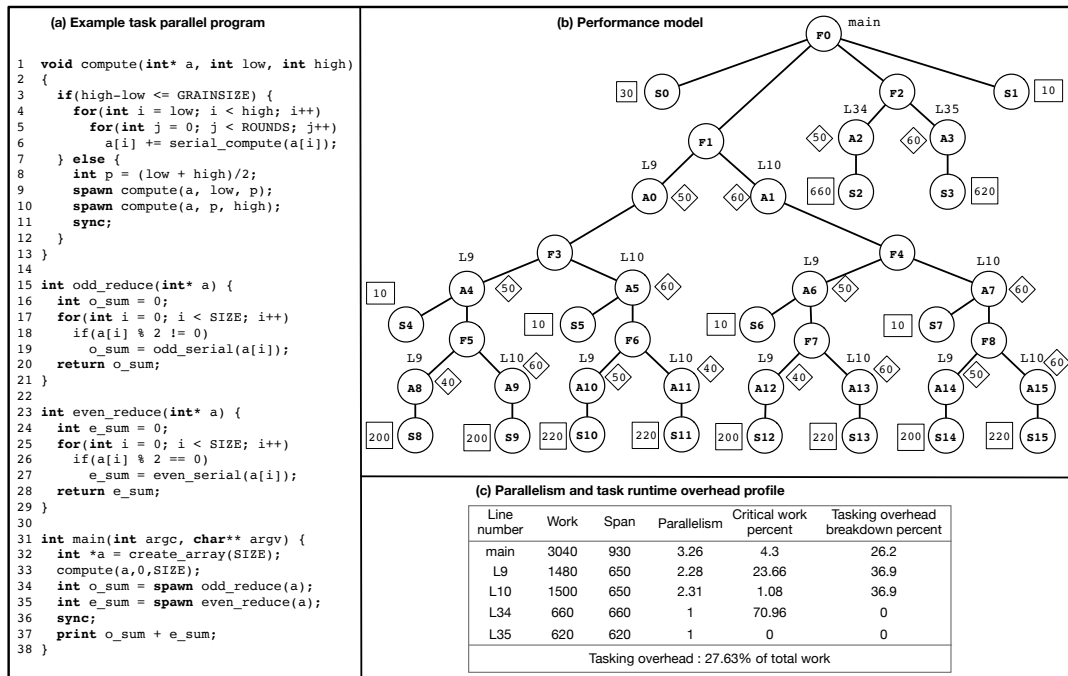 (a) Example task parallel program
1 void compute(int* a, int low, int high)
2 {
3 if(high-low <= GRAINSIZE) {
4 for(int i = low; i < high; i++)
5 for(int j = 0; j < ROUNDS; j++)
6 a[i] += serial_compute(a[i]);
7 } else {
8 int p = (low + high)/2;
9 spawn compute(a, low, p);
10 spawn compute(a, p, high);
11 sync;
12 }
13 }
14
15 int odd_reduce(int* a) {
16 int o_sum = 0;
17 for(int i = 0; i < SIZE; i++)
18 if(a[i] % 2 != 0)
19 o_sum = odd_serial(a[i]);
20 return o_sum;
21 }
22
23 int even_reduce(int* a) {
24 int e_sum = 0;
25 for(int i = 0; i < SIZE; i++)
26 if(a[i] % 2 == 0)
27 e_sum = even_serial(a[i]);
28 return e_sum;
29 }
30
31 int main(int argc, char** argv) {
32 int *a = create_array(SIZE);
33 compute(a,0,SIZE);
34 int o_sum = spawn odd_reduce(a);
35 int e_sum = spawn even_reduce(a);
36 sync;
37 print o_sum + e_sum;
38 }
(b) Performance model
F0 main
30 S0 F2 S1 10
L34 L35
F1 50 A2 60 A3
L9 L10
A0 50 60 A1 660 S2 S3 620
F3 F4
L9 L10 L9 L10
10 A4 50 A5 60 A6 50 A7 60
S4 10 S5 10 S6 10 S7
F5 F6 F7 F8
L9 L10 60 L9 L10 40 L9 L10 60 L9 L10 60
A8 40 A9 A10 50 A11 A12 40 A13 A14 50 A15
200 S8 200 S9 220 S10 220 S11 200 S12 220 S13 200 S14 220 S15
(c) Parallelism and task runtime overhead profile
Line number Work Span Parallelism Critical work percent Tasking overhead breakdown percent
main 3040 930 3.26 4.3 26.2
L9 1480 650 2.28 23.66 36.9
L10 1500 650 2.31 1.08 36.9
L34 660 660 1 70.96 0
L35 620 620 1 0 0
Tasking overhead : 27.63% of total work